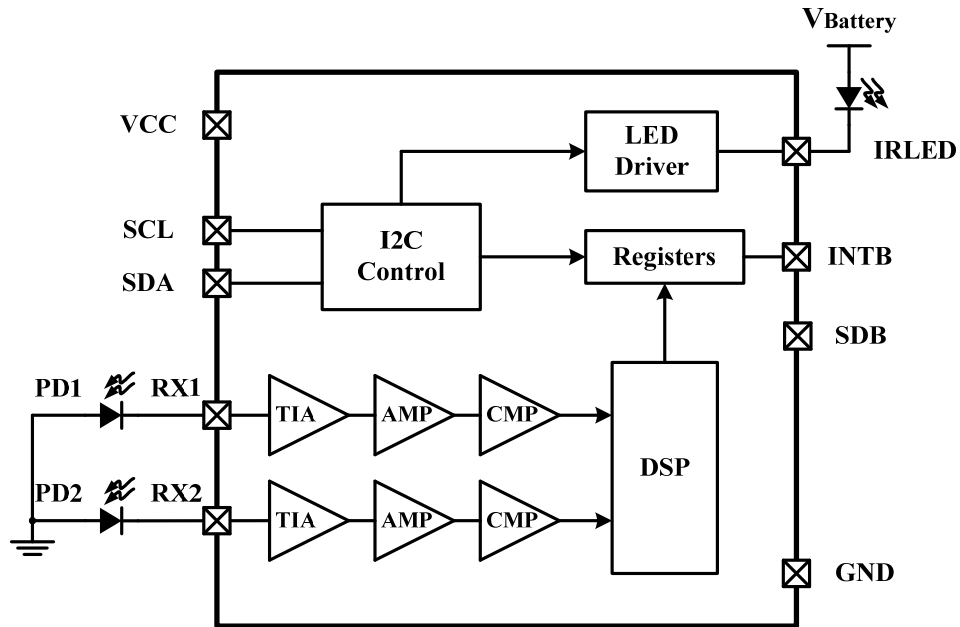 VBattery
VCC
LED
Driver
IRLED
SCL
I2C
Control
Registers
INTB
SDA
SDB
PD1
RX1
TIA
AMP
CMP
DSP
PD2
RX2
TIA
AMP
CMP
GND